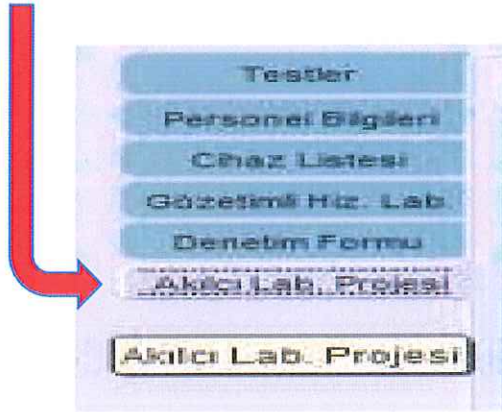 Testler
Personel Bilgileri
Cihaz Listesi
Gözetimli Hiz. Lab.
Denetim Formu
Akılcı Lab. Projesi
Akılcı Lab. Projesi